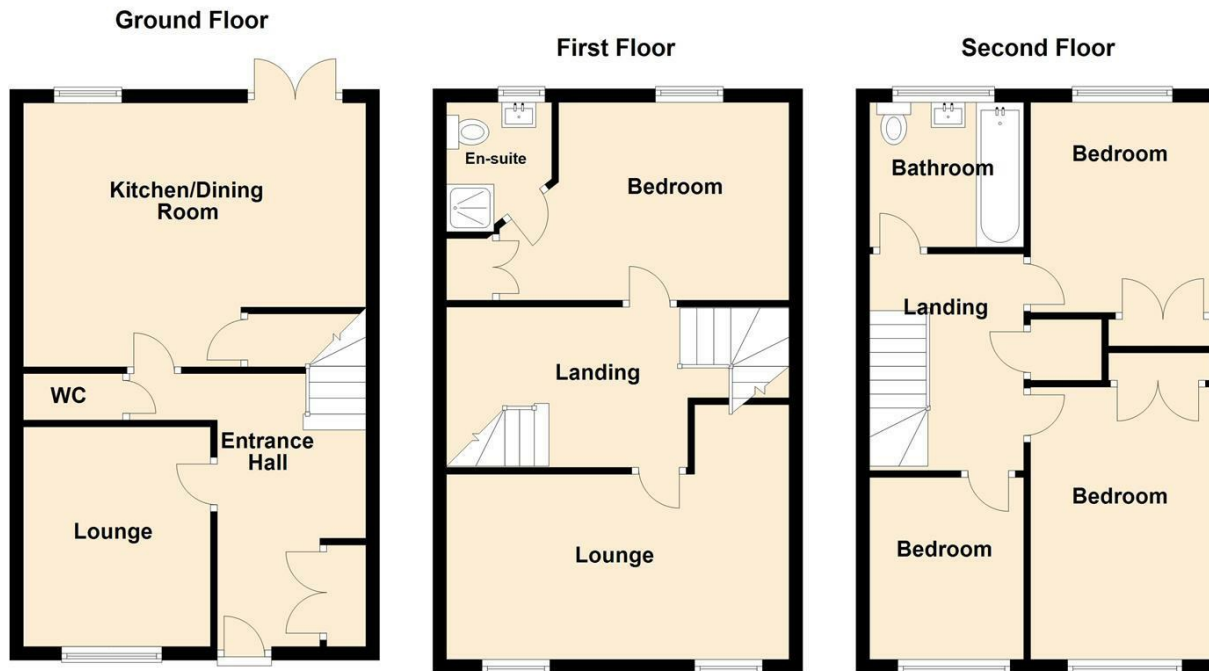 Ground Floor
Kitchen/Dining
Room
WC
Entrance
Hall
Lounge
First Floor
En-suite
Bedroom
Landing
Lounge
Second Floor
Bathroom
Bedroom
Landing
Bedroom
Bedroom